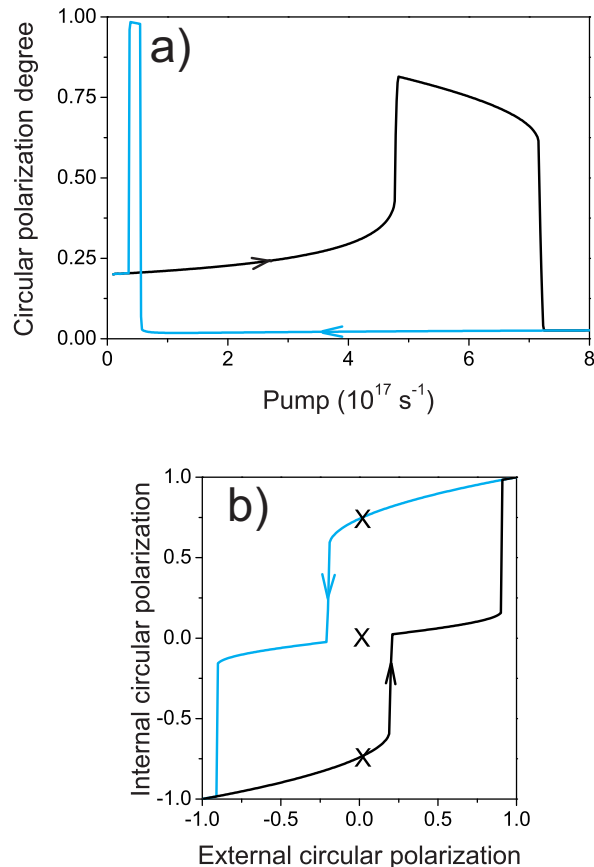 a)
Circular polarization degree
1.00
0.75
0.50
0.25
0.00
0 2 4 6 8
Pump (10¹⁷ s⁻¹)
b)
Internal circular polarization
1.0
0.5
0.0
-0.5
-1.0
X
X
X
-1.0 -0.5 0.0 0.5 1.0
External circular polarization